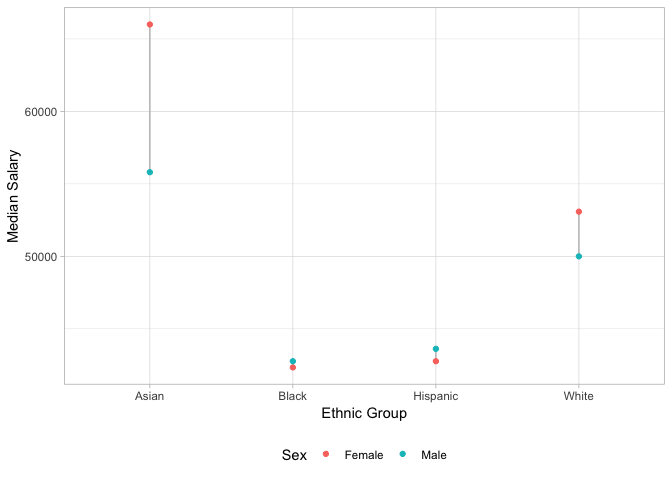 60000
50000
Median Salary
Asian Black Hispanic White
Ethnic Group
Sex Female Male